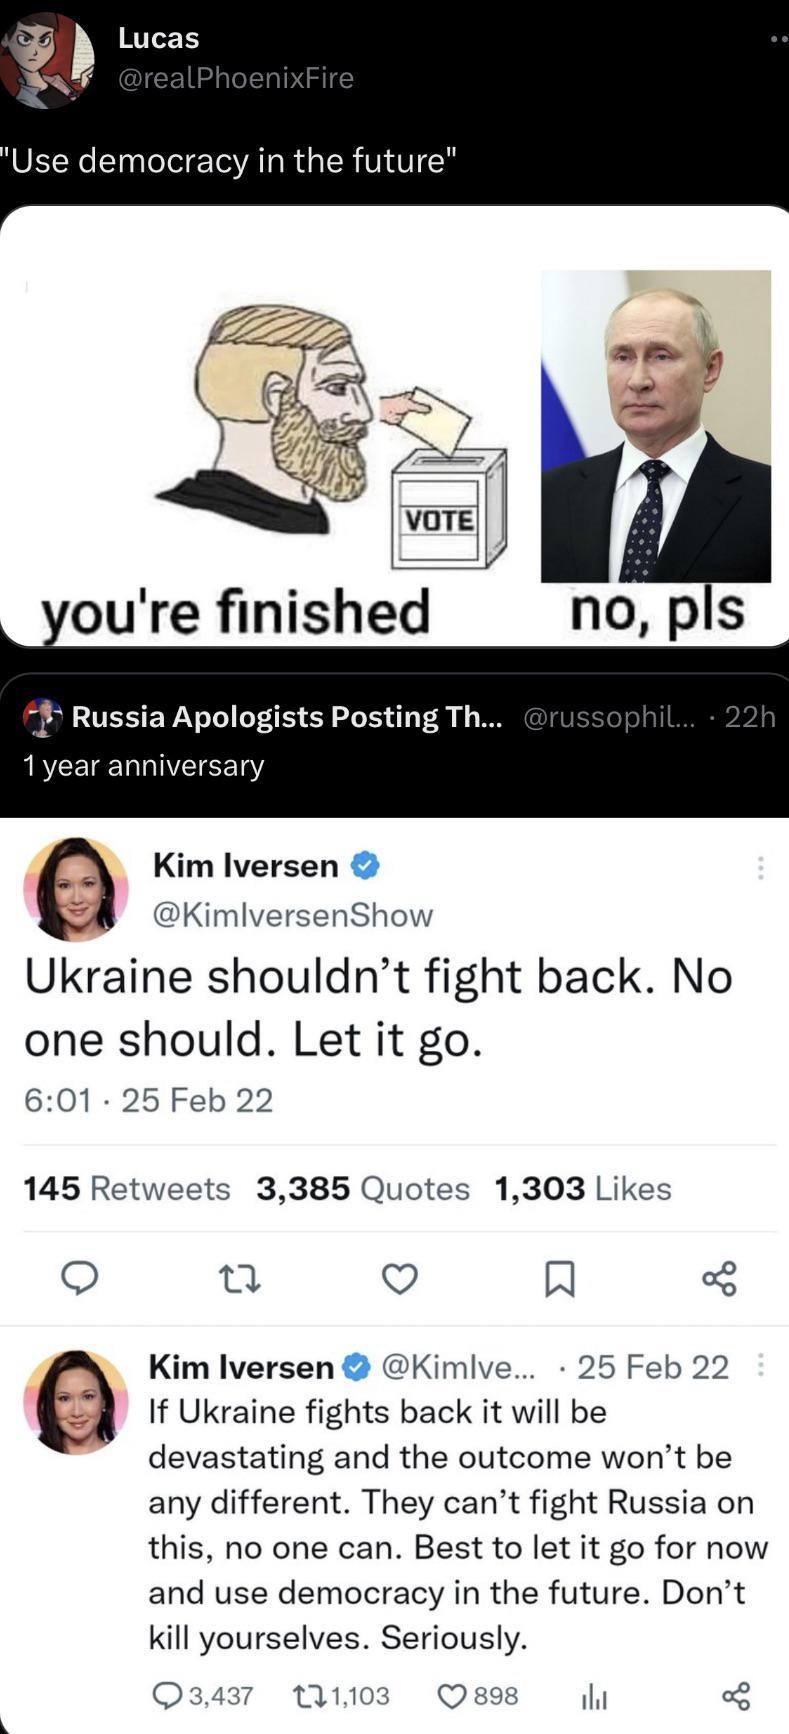 Lucas
@realPhoenixFire
"Use democracy in the future"
VOTE
you're finished
no, pls
Russia Apologists Posting Th... @russophil... · 22h
1 year anniversary
Kim Iversen
@KimIversenShow
Ukraine shouldn’t fight back. No
one should. Let it go.
6:01 · 25 Feb 22
145 Retweets 3,385 Quotes 1,303 Likes
Kim Iversen @KimIve... · 25 Feb 22
If Ukraine fights back it will be
devastating and the outcome won’t be
any different. They can’t fight Russia on
this, no one can. Best to let it go for now
and use democracy in the future. Don’t
kill yourselves. Seriously.
3,437 1,103 898